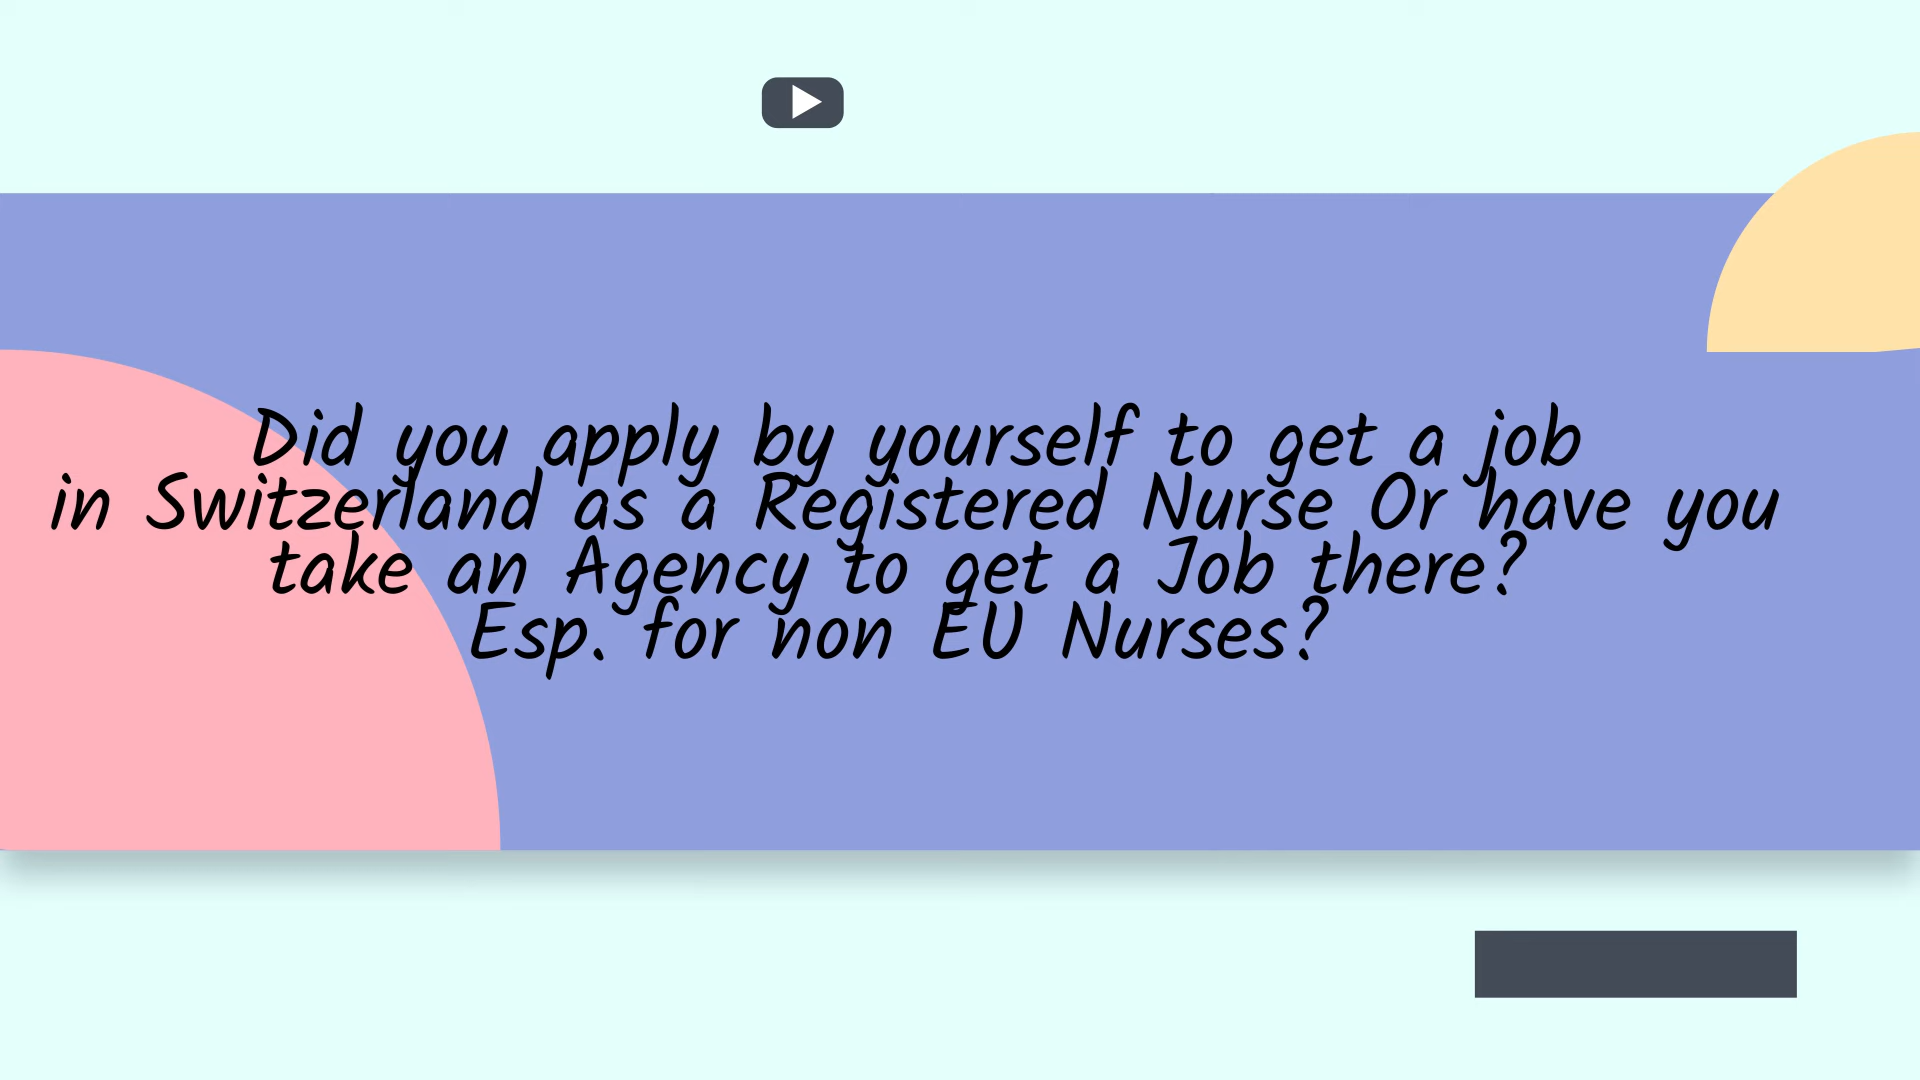 Did you apply by yourself to get a job
in Switzerland as a Registered Nurse Or have you
take an Agency to get a Job there?
Esp. for non EU Nurses?